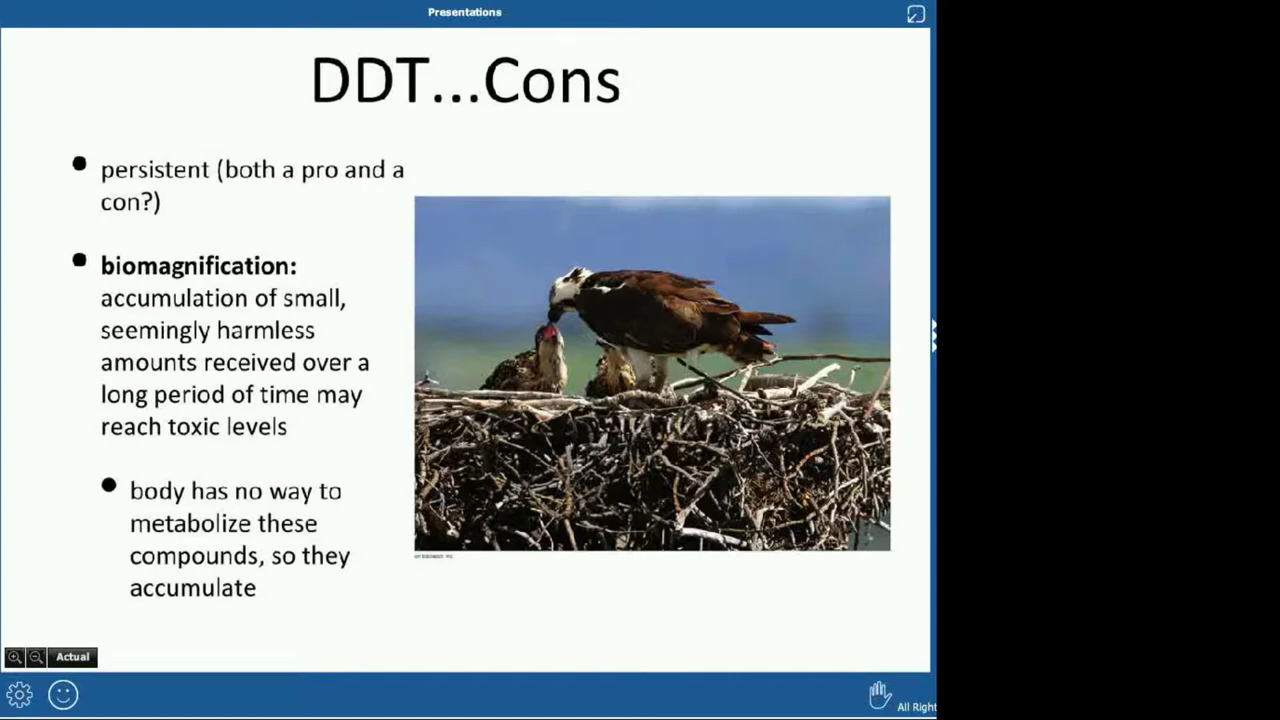 Presentations
DDT...Cons
persistent (both a pro and a
con?)
biomagnification:
accumulation of small,
seemingly harmless
amounts received over a
long period of time may
reach toxic levels
body has no way to
metabolize these
compounds, so they
accumulate
Actual
All Right